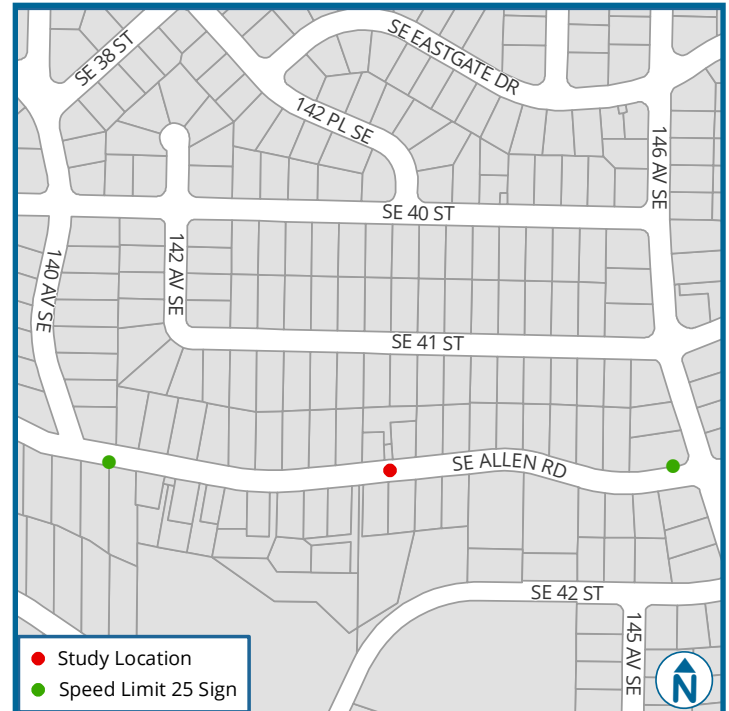 SE 38 ST
SE EASTGATE DR
142 PL SE
146 AV SE
SE 40 ST
140 AV SE
142 AV SE
SE 41 ST
SE ALLEN RD
SE 42 ST
145 AV SE
Study Location
Speed Limit 25 Sign
N